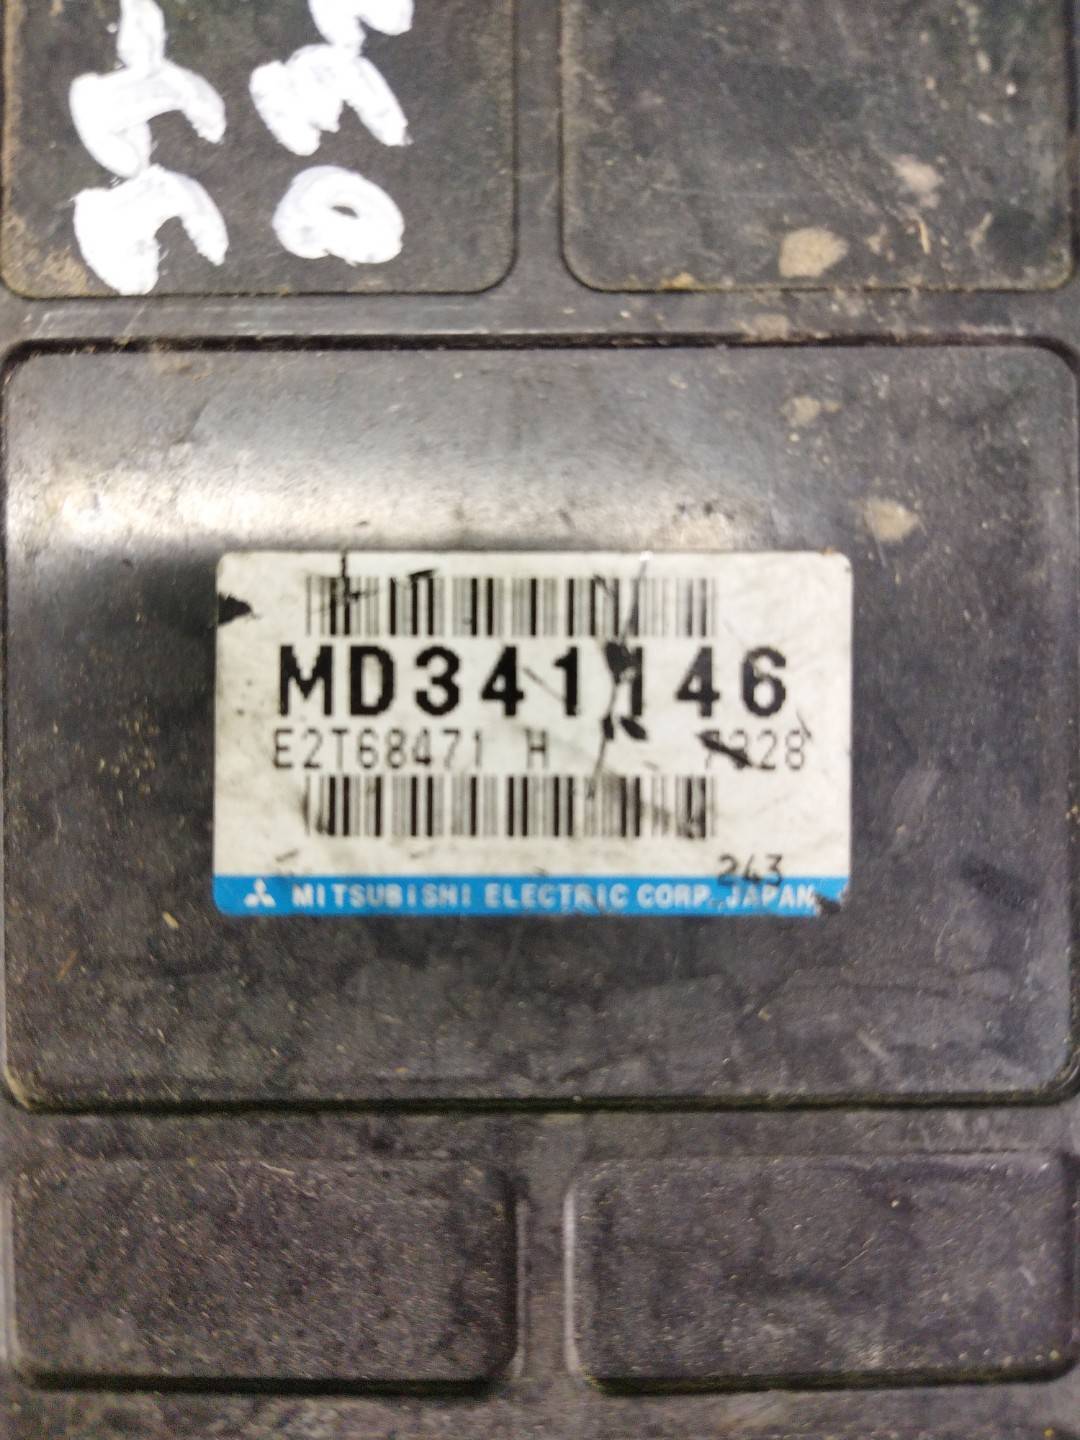 MD341146
E2T68471 H
243
MITSUBISHI ELECTRIC CORP. JAPAN